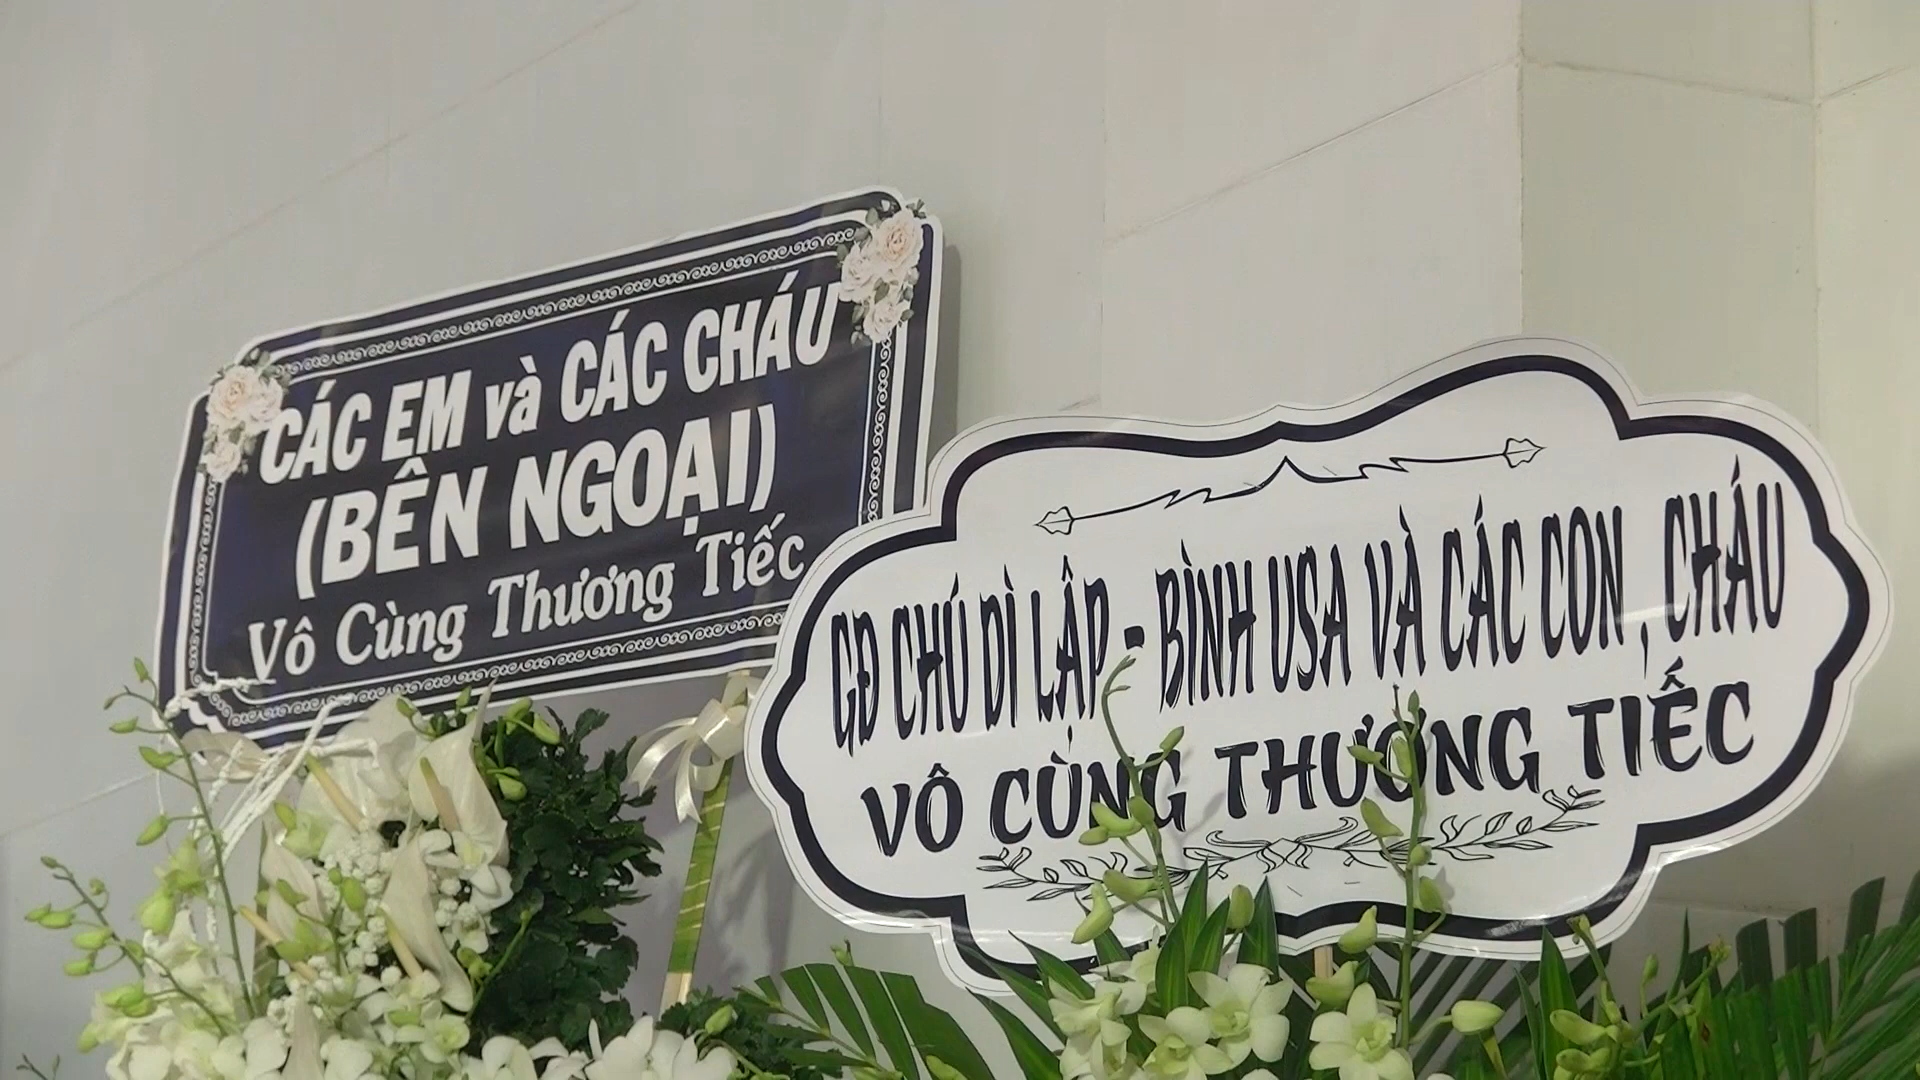 CÁC EM và CÁC CHÁU
(BÊN NGOẠI)
Vô Cùng Thương Tiếc
GĐ CHÚ DÌ LẬP - BÌNH USA VÀ CÁC CON , CHÁU
VÔ CÙNG THƯƠNG TIẾC